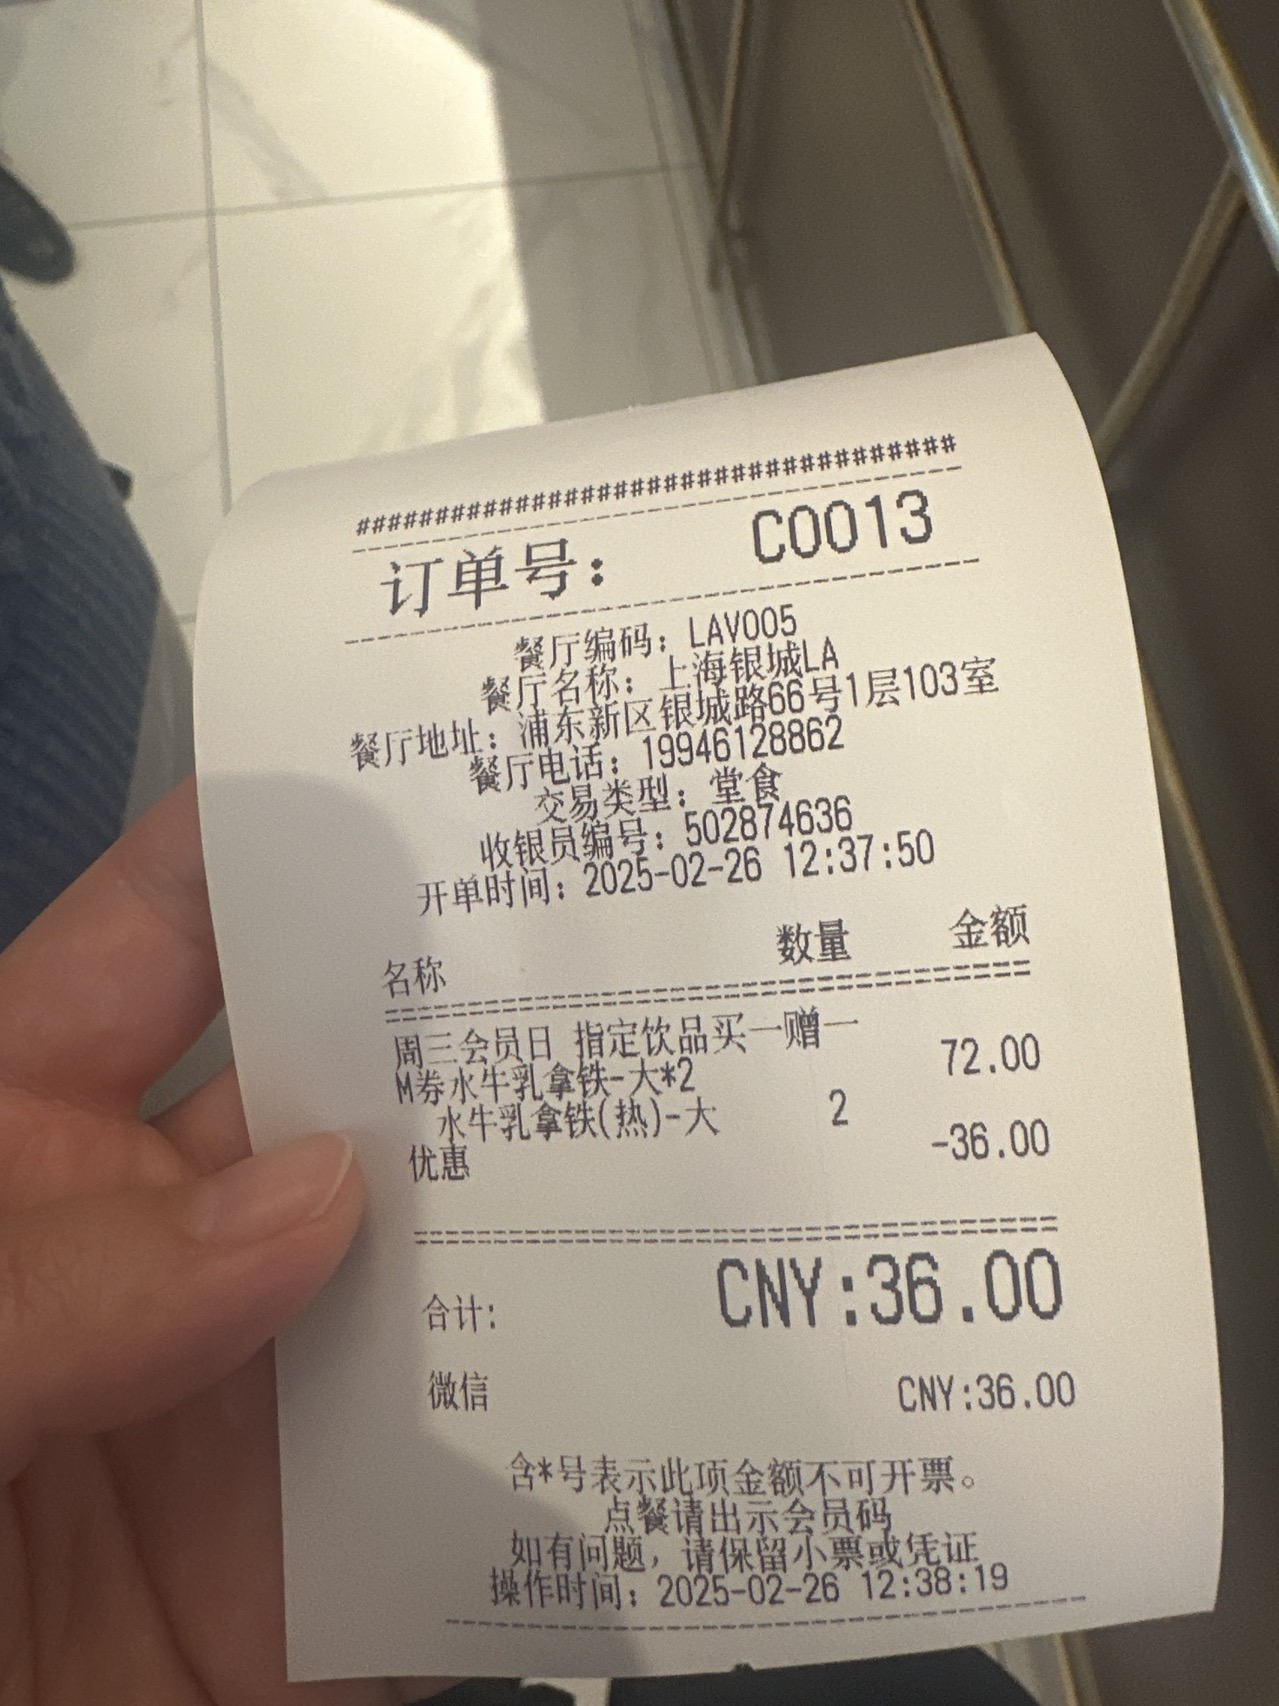 ####################################
订单号： C0013
餐厅编码：LAV005
餐厅名称：上海银城LA
餐厅地址：浦东新区银城路66号1层103室
餐厅电话：19946128862
交易类型：堂食
收银员编号：502874636
开单时间：2025-02-26 12:37:50
名称 数量 金额
周三会员日 指定饮品买一赠一 72.00
M券水牛乳拿铁-大*2
水牛乳拿铁(热)-大 2
优惠 -36.00
合计: CNY:36.00
微信 CNY:36.00
含*号表示此项金额不可开票。
点餐请出示会员码
如有问题，请保留小票或凭证
操作时间：2025-02-26 12:38:19